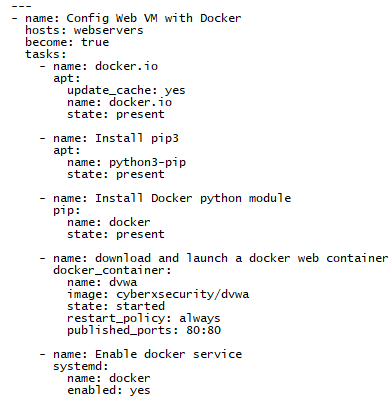 ---
- name: Config Web VM with Docker
  hosts: webservers
  become: true
  tasks:
    - name: docker.io
      apt:
        update_cache: yes
        name: docker.io
        state: present

    - name: Install pip3
      apt:
        name: python3-pip
        state: present

    - name: Install Docker python module
      pip:
        name: docker
        state: present

    - name: download and launch a docker web container
      docker_container:
        name: dvwa
        image: cyberxsecurity/dvwa
        state: started
        restart_policy: always
        published_ports: 80:80

    - name: Enable docker service
      systemd:
        name: docker
        enabled: yes